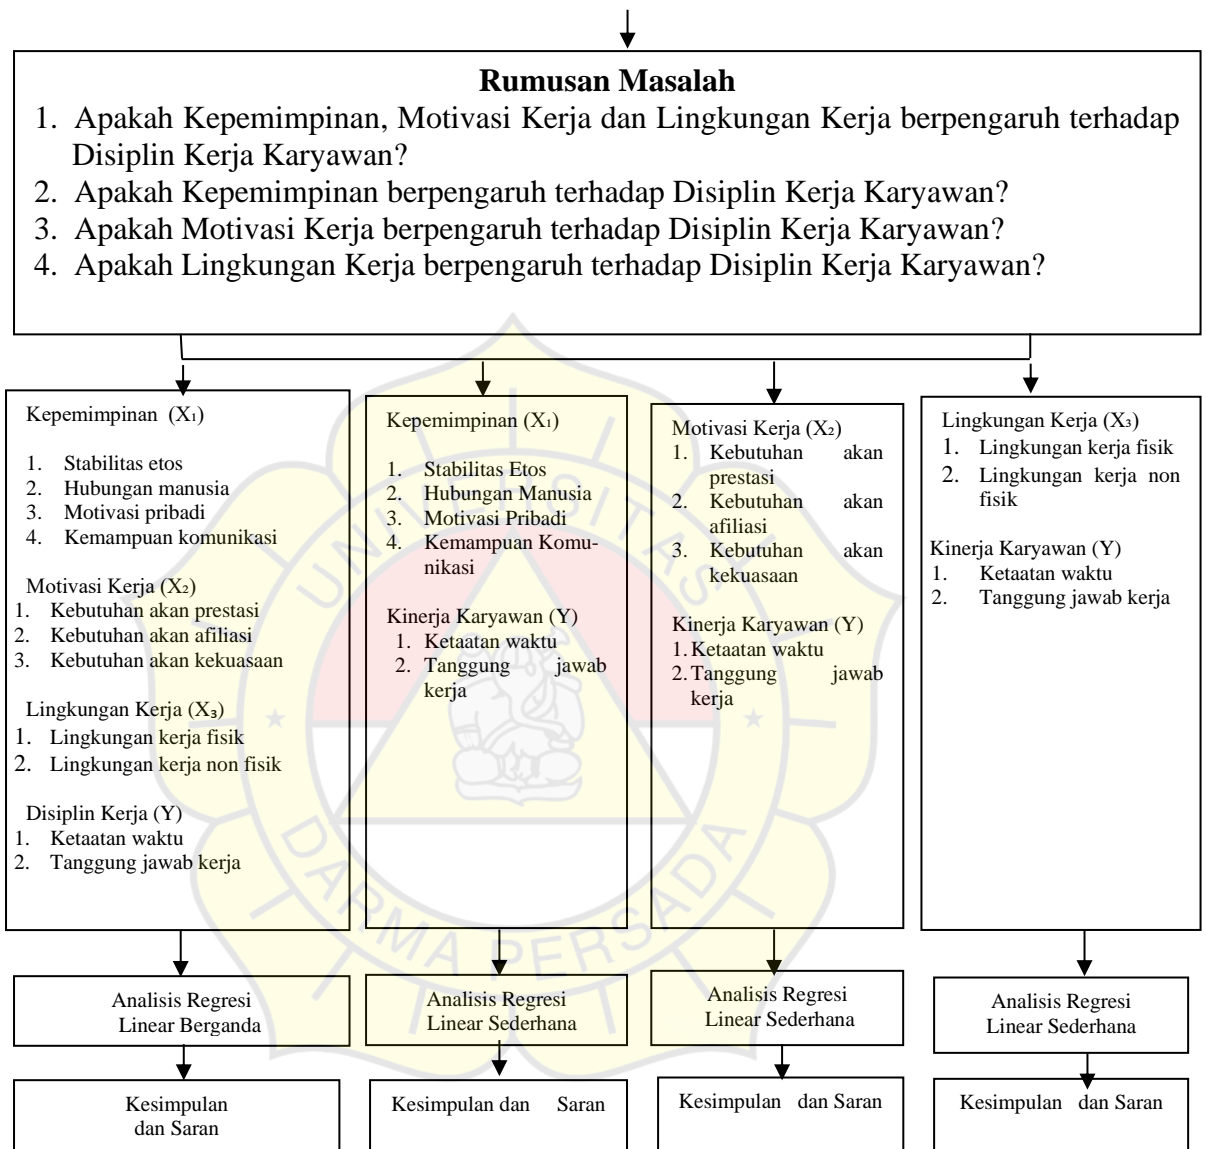 Rumusan Masalah
1. Apakah Kepemimpinan, Motivasi Kerja dan Lingkungan Kerja berpengaruh terhadap
Disiplin Kerja Karyawan?
2. Apakah Kepemimpinan berpengaruh terhadap Disiplin Kerja Karyawan?
3. Apakah Motivasi Kerja berpengaruh terhadap Disiplin Kerja Karyawan?
4. Apakah Lingkungan Kerja berpengaruh terhadap Disiplin Kerja Karyawan?
Kepemimpinan (X₁)
1. Stabilitas etos
2. Hubungan manusia
3. Motivasi pribadi
4. Kemampuan komunikasi
Motivasi Kerja (X₂)
1. Kebutuhan akan prestasi
2. Kebutuhan akan afiliasi
3. Kebutuhan akan kekuasaan
Lingkungan Kerja (X₃)
1. Lingkungan kerja fisik
2. Lingkungan kerja non fisik
Disiplin Kerja (Y)
1. Ketaatan waktu
2. Tanggung jawab kerja
Kepemimpinan (X₁)
1. Stabilitas Etos
2. Hubungan Manusia
3. Motivasi Pribadi
4. Kemampuan Komu-
nikasi
Kinerja Karyawan (Y)
1. Ketaatan waktu
2. Tanggung jawab
kerja
Motivasi Kerja (X₂)
1. Kebutuhan akan
prestasi
2. Kebutuhan akan
afiliasi
3. Kebutuhan akan
kekuasaan
Kinerja Karyawan (Y)
1. Ketaatan waktu
2. Tanggung jawab
kerja
Lingkungan Kerja (X₃)
1. Lingkungan kerja fisik
2. Lingkungan kerja non
fisik
Kinerja Karyawan (Y)
1. Ketaatan waktu
2. Tanggung jawab kerja
UNIVERSITAS
DARMA PERSADA
Analisis Regresi
Linear Berganda
Analisis Regresi
Linear Sederhana
Analisis Regresi
Linear Sederhana
Analisis Regresi
Linear Sederhana
Kesimpulan
dan Saran
Kesimpulan dan Saran
Kesimpulan dan Saran
Kesimpulan dan Saran